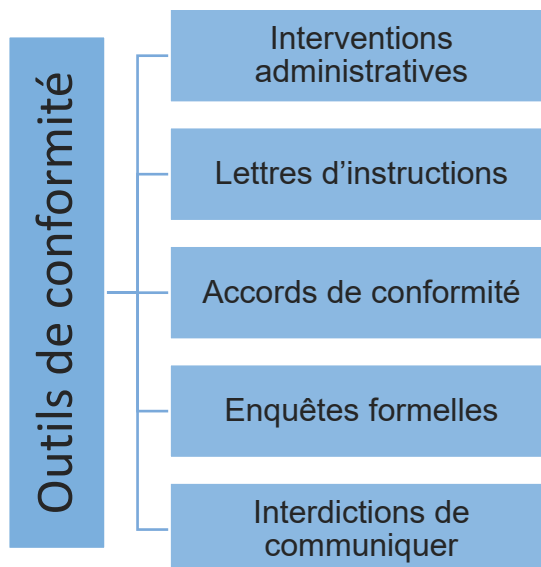 Outils de conformité
Interventions
administratives
Lettres d’instructions
Accords de conformité
Enquêtes formelles
Interdictions de
communiquer